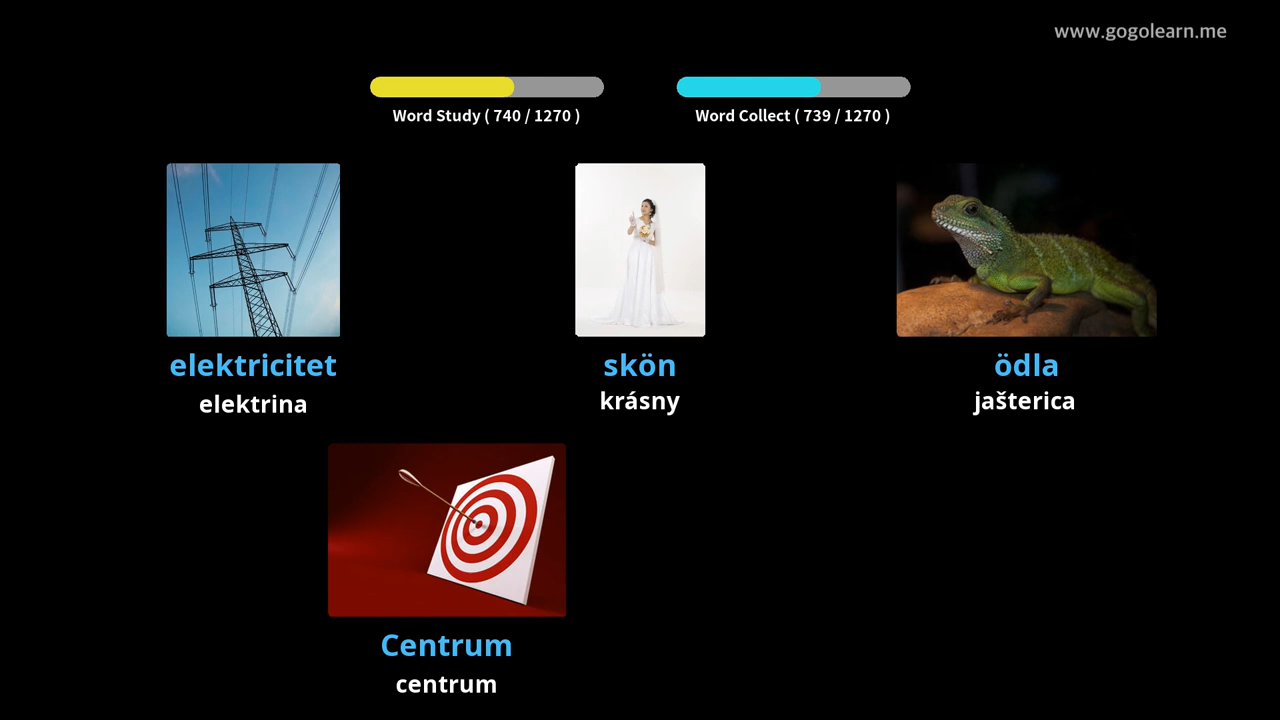 www.gogolearn.me
Word Study ( 740 / 1270 )
Word Collect ( 739 / 1270 )
elektricitet
elektrina
skön
krásny
ödla
jašterica
Centrum
centrum